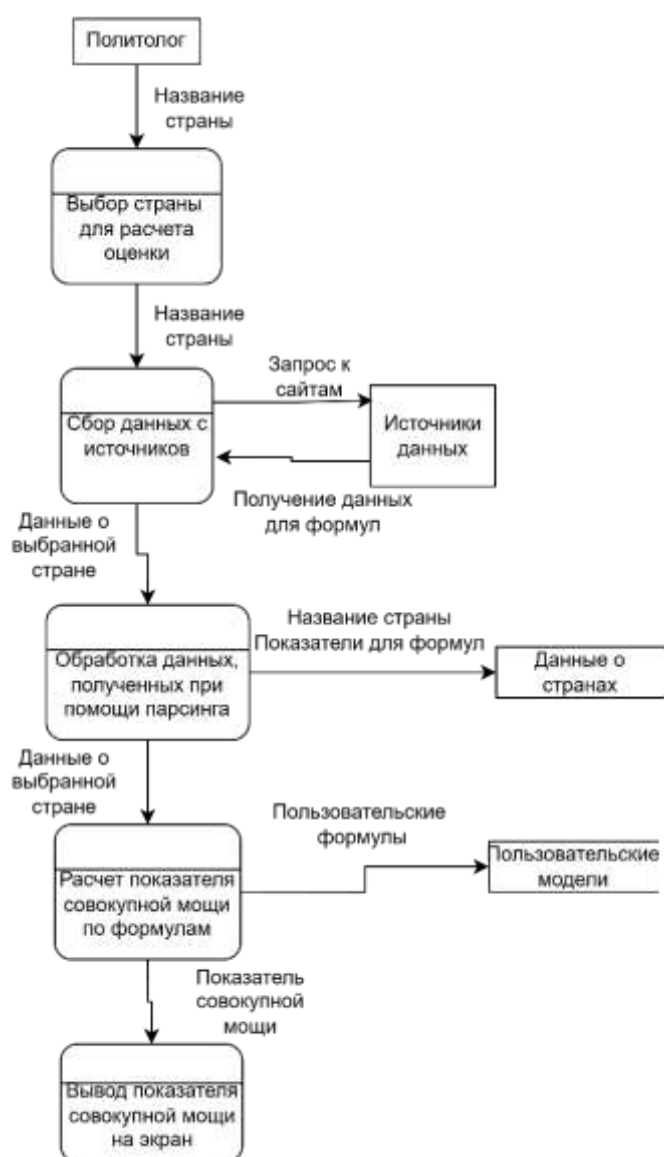 Политолог
Название
страны
Выбор страны
для расчета
оценки
Название
страны
Запрос к
сайтам
Сбор данных с
источников
Источники
данных
Получение данных
для формул
Данные о
выбранной
стране
Название страны
Показатели для формул
Обработка данных,
полученных при
помощи парсинга
Данные о
странах
Данные о
выбранной
стране
Пользовательские
формулы
Пользовательские
модели
Расчет показателя
совокупной мощи
по формулам
Показатель
совокупной
мощи
Вывод показателя
совокупной мощи
на экран